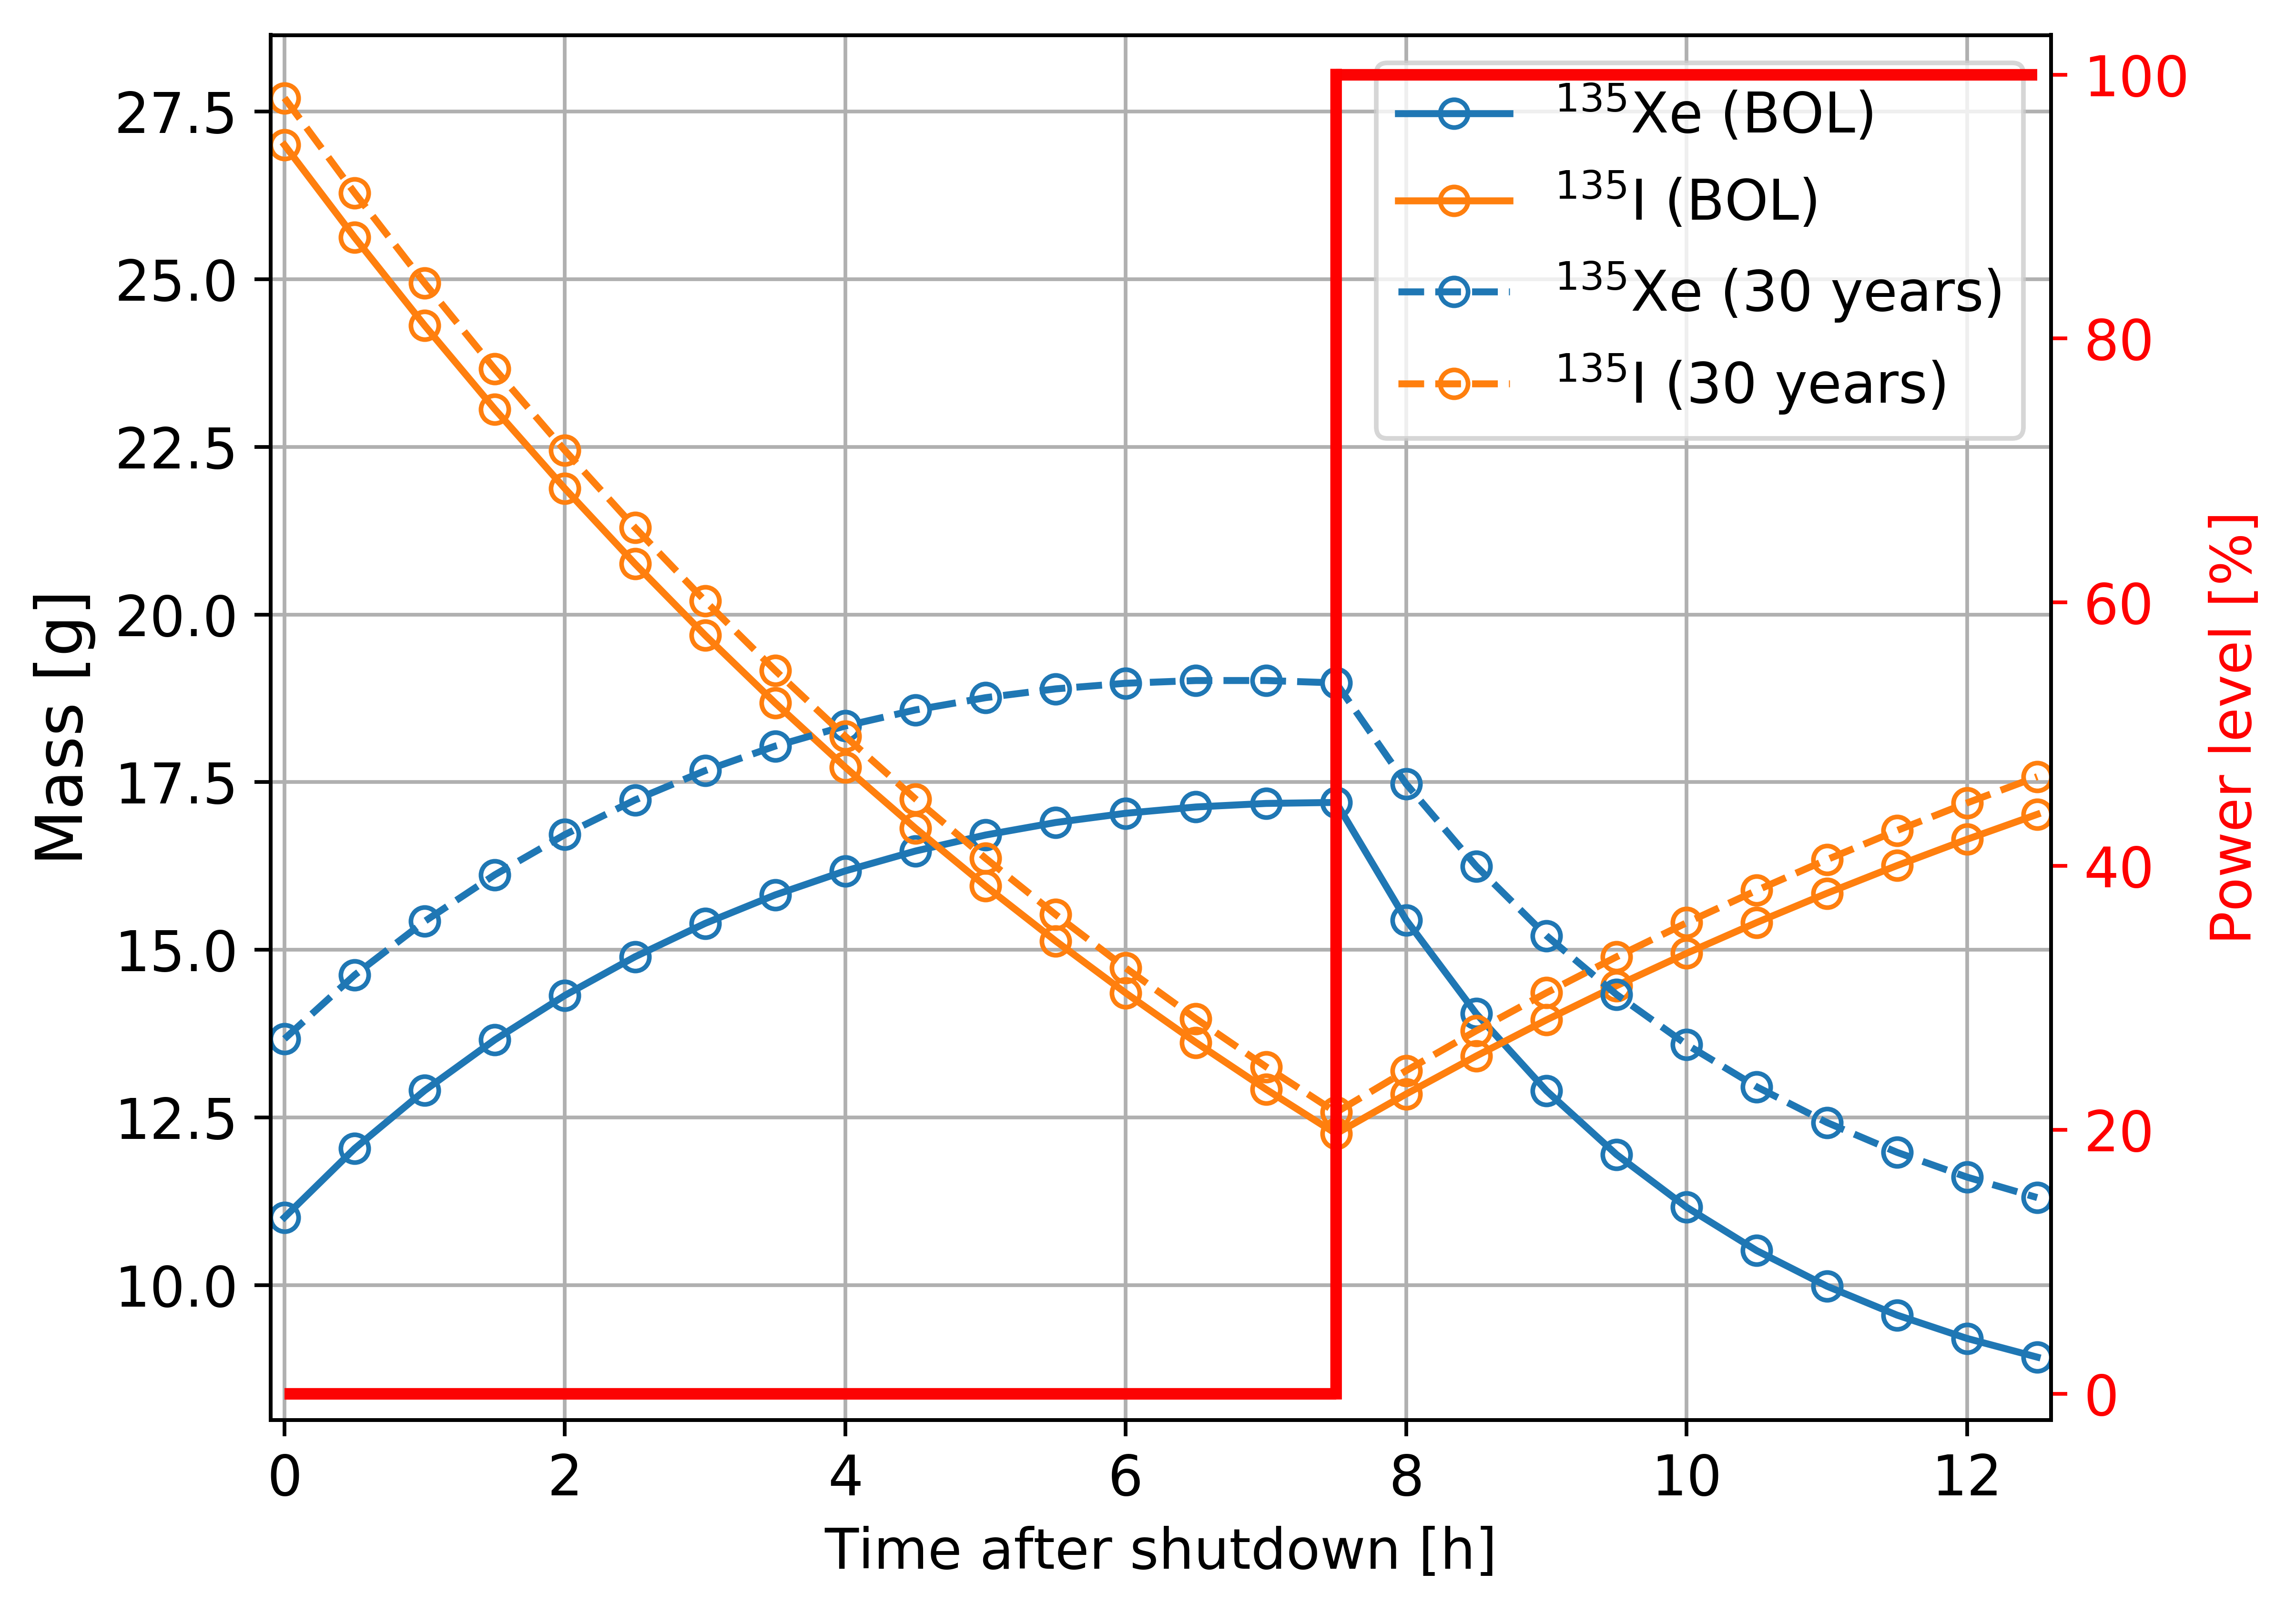 27.5
25.0
22.5
20.0
17.5
15.0
12.5
10.0
Mass [g]
0 2 4 6 8 10 12
Time after shutdown [h]
100
80
60
40
20
0
Power level [%]
¹³⁵Xe (BOL)
¹³⁵I (BOL)
¹³⁵Xe (30 years)
¹³⁵I (30 years)